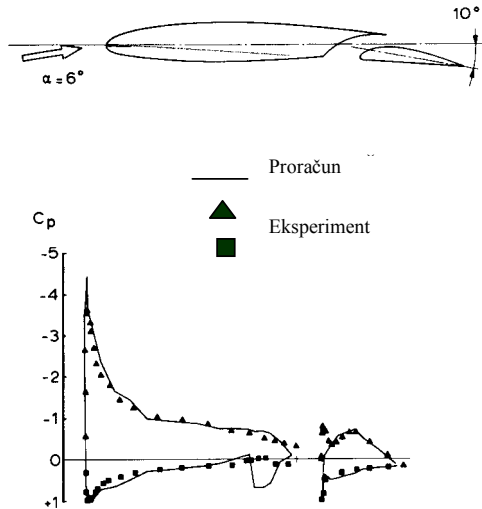 10°
α = 6°
Proračun
Eksperiment
Cp
-5
-4
-3
-2
-1
0
+1